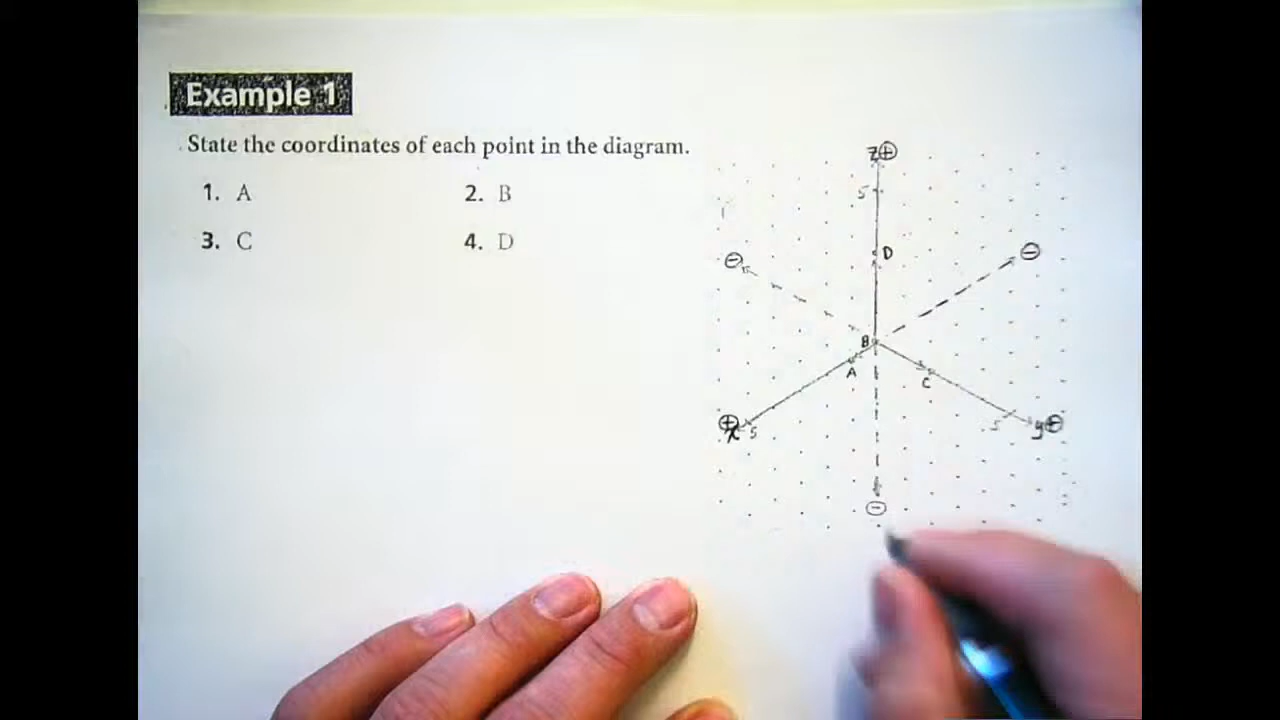 Example 1
State the coordinates of each point in the diagram.
1. A 2. B
3. C 4. D
z +
5
D
- -
B
A C
+ x 5 5 y +
-